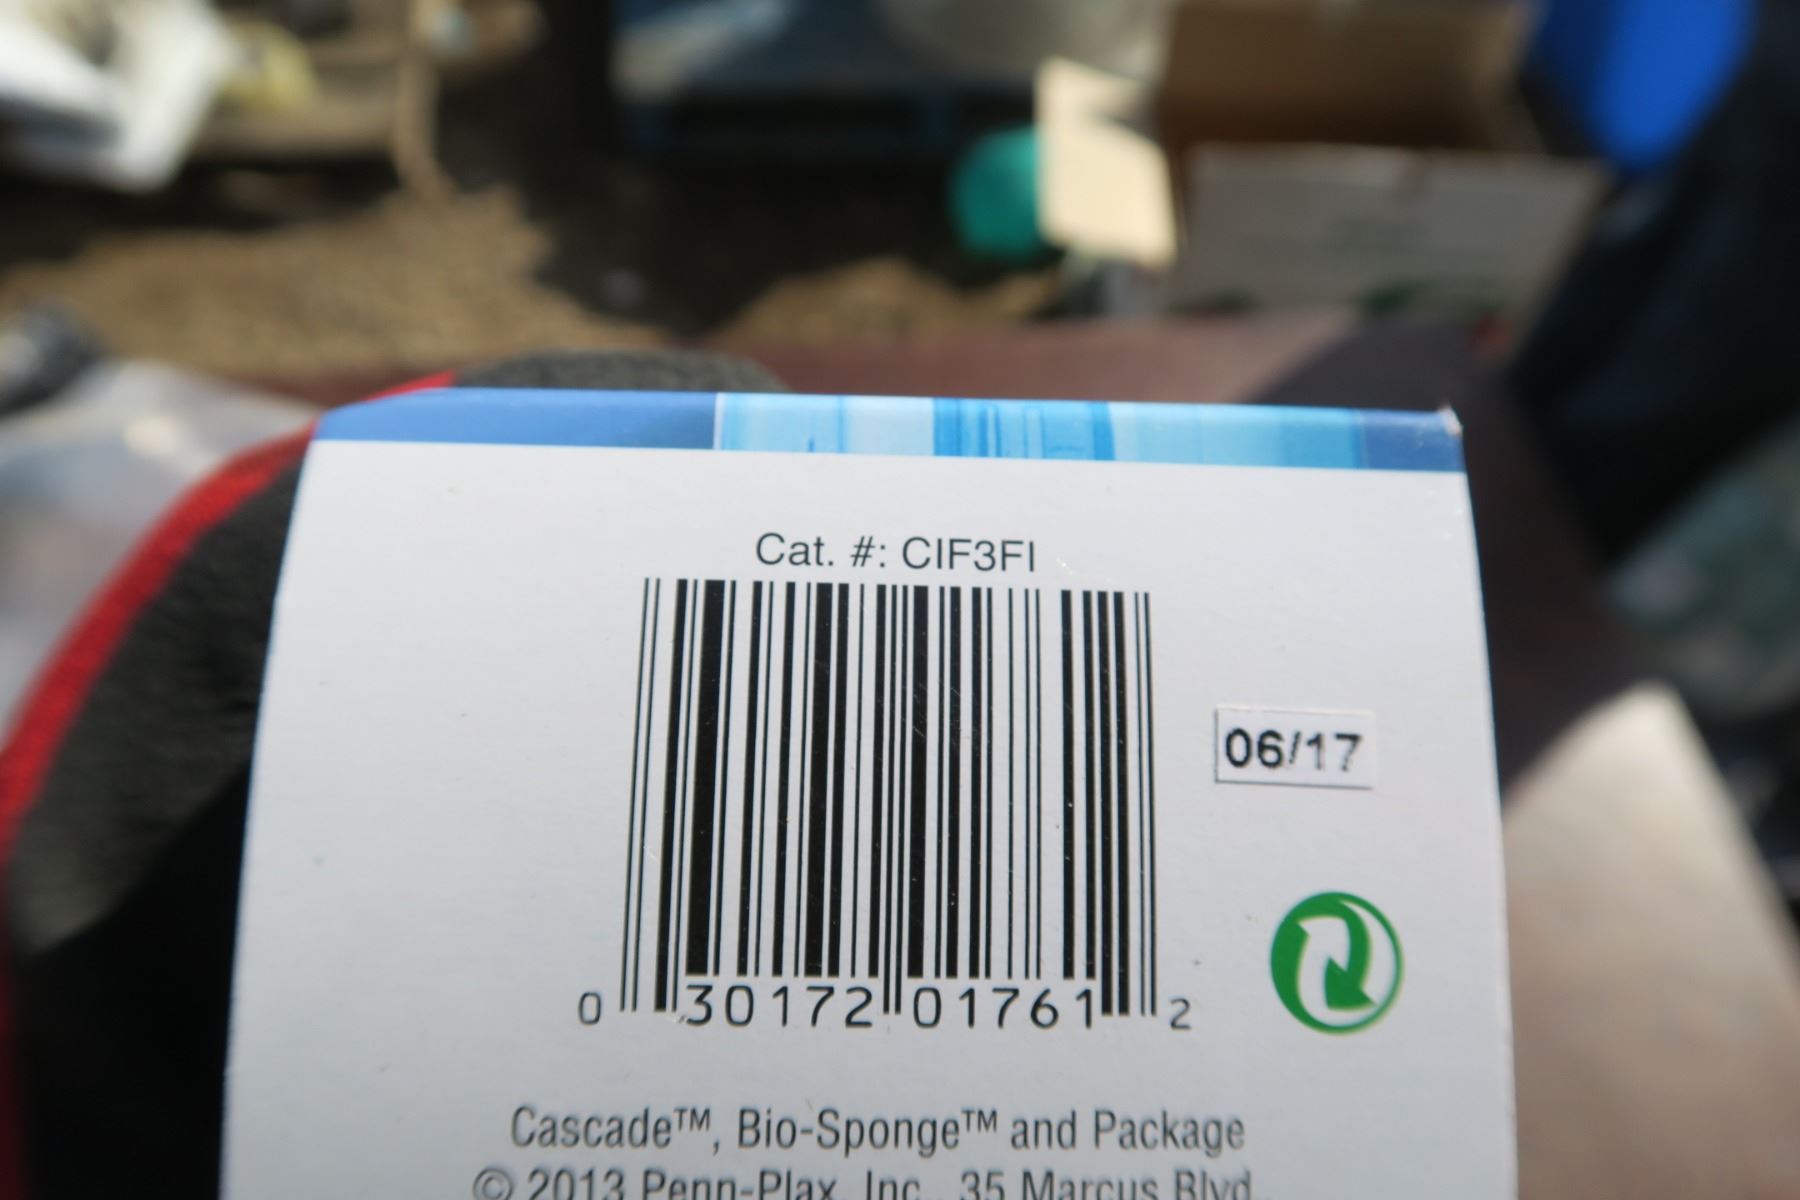 Cat. #: CIF3FI
06/17
0 30172 01761 2
Cascade™, Bio-Sponge™ and Package
© 2013 Penn-Plax, Inc., 35 Marcus Blvd.,